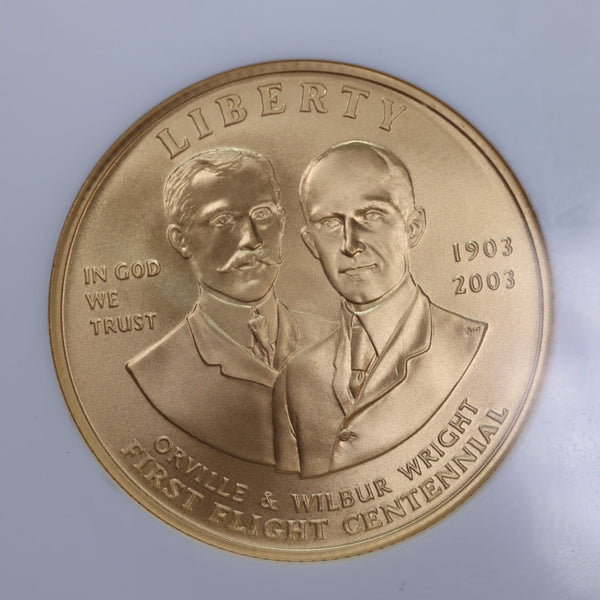 LIBERTY
IN GOD
WE
TRUST
1903
2003
ORVILLE & WILBUR WRIGHT
FIRST FLIGHT CENTENNIAL